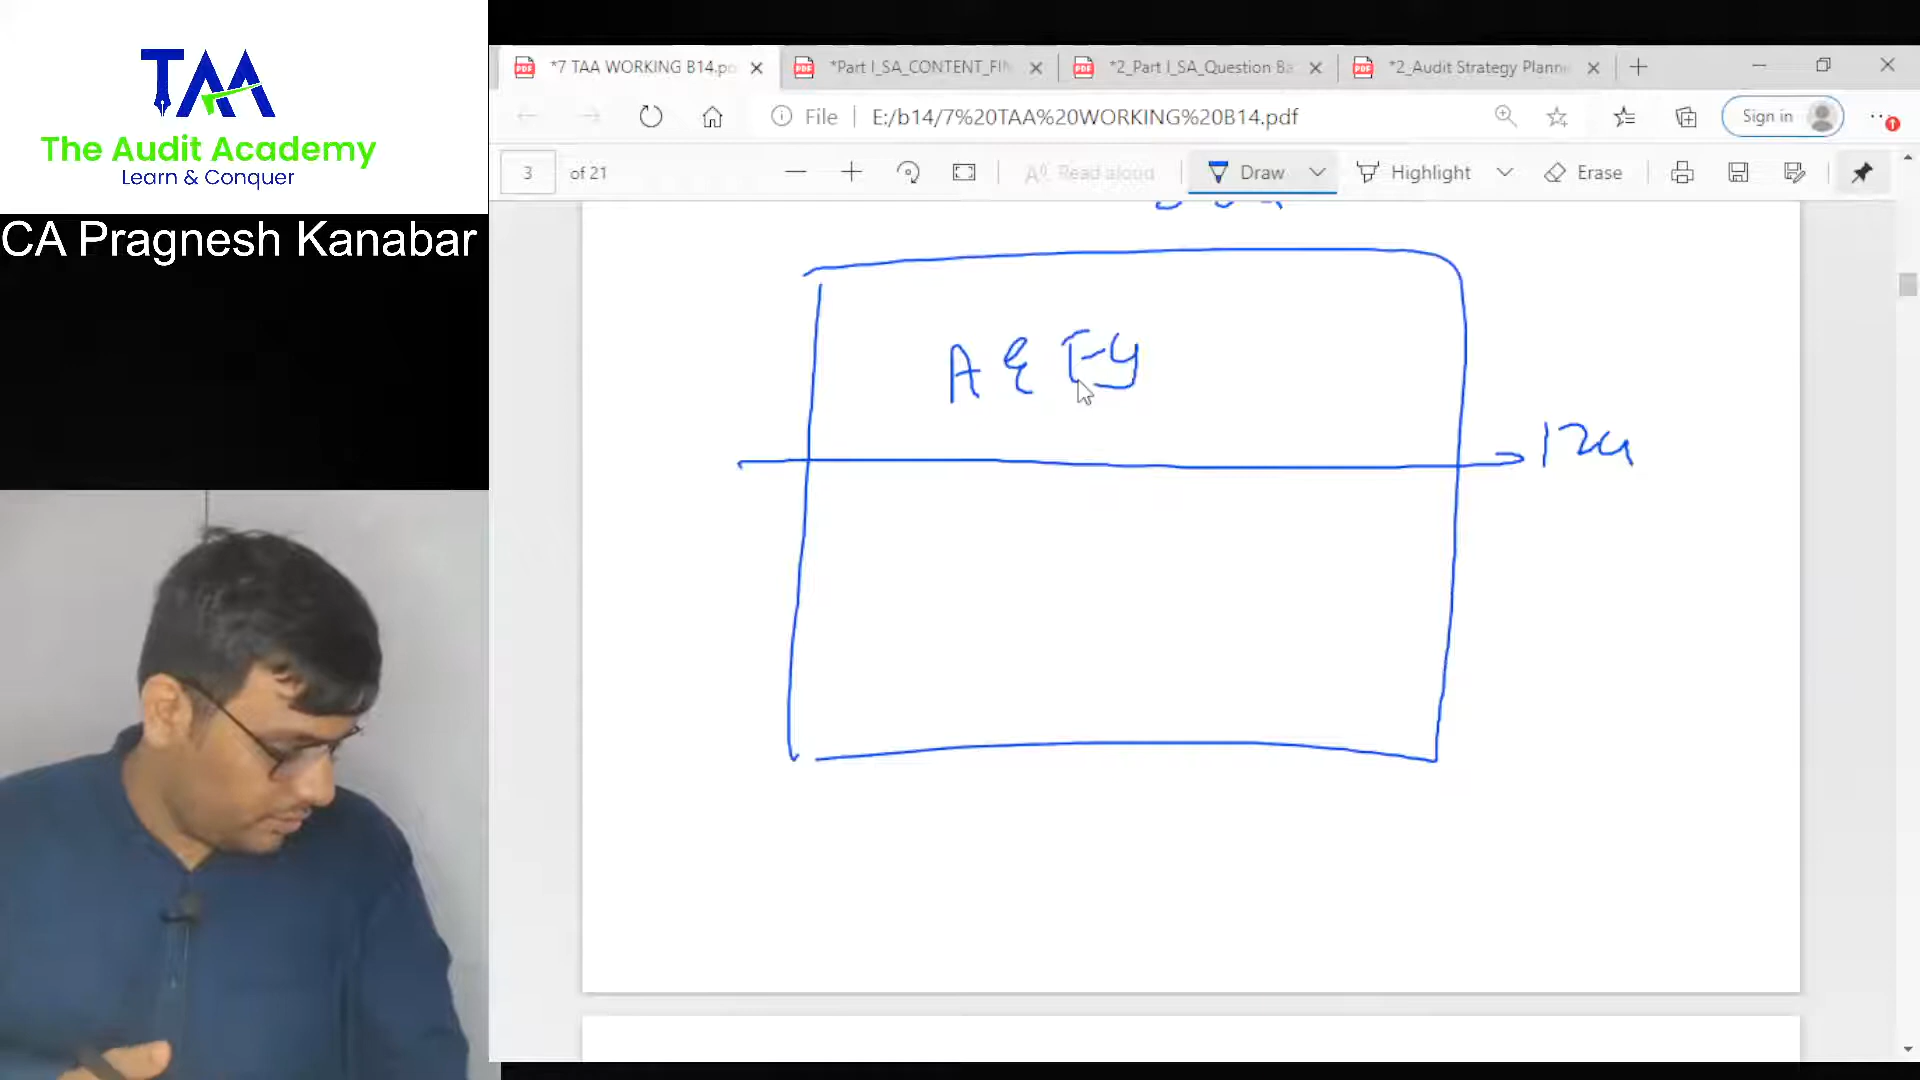 TAA
The Audit Academy
Learn & Conquer
CA Pragnesh Kanabar
*7 TAA WORKING B14.p
*Part I_SA_CONTENT_FI
*2_Part I_SA_Question Ba
*2_Audit Strategy Plann
File
E:/b14/7%20TAA%20WORKING%20B14.pdf
Sign in
3
of 21
Read aloud
Draw
Highlight
Erase
A & Fy